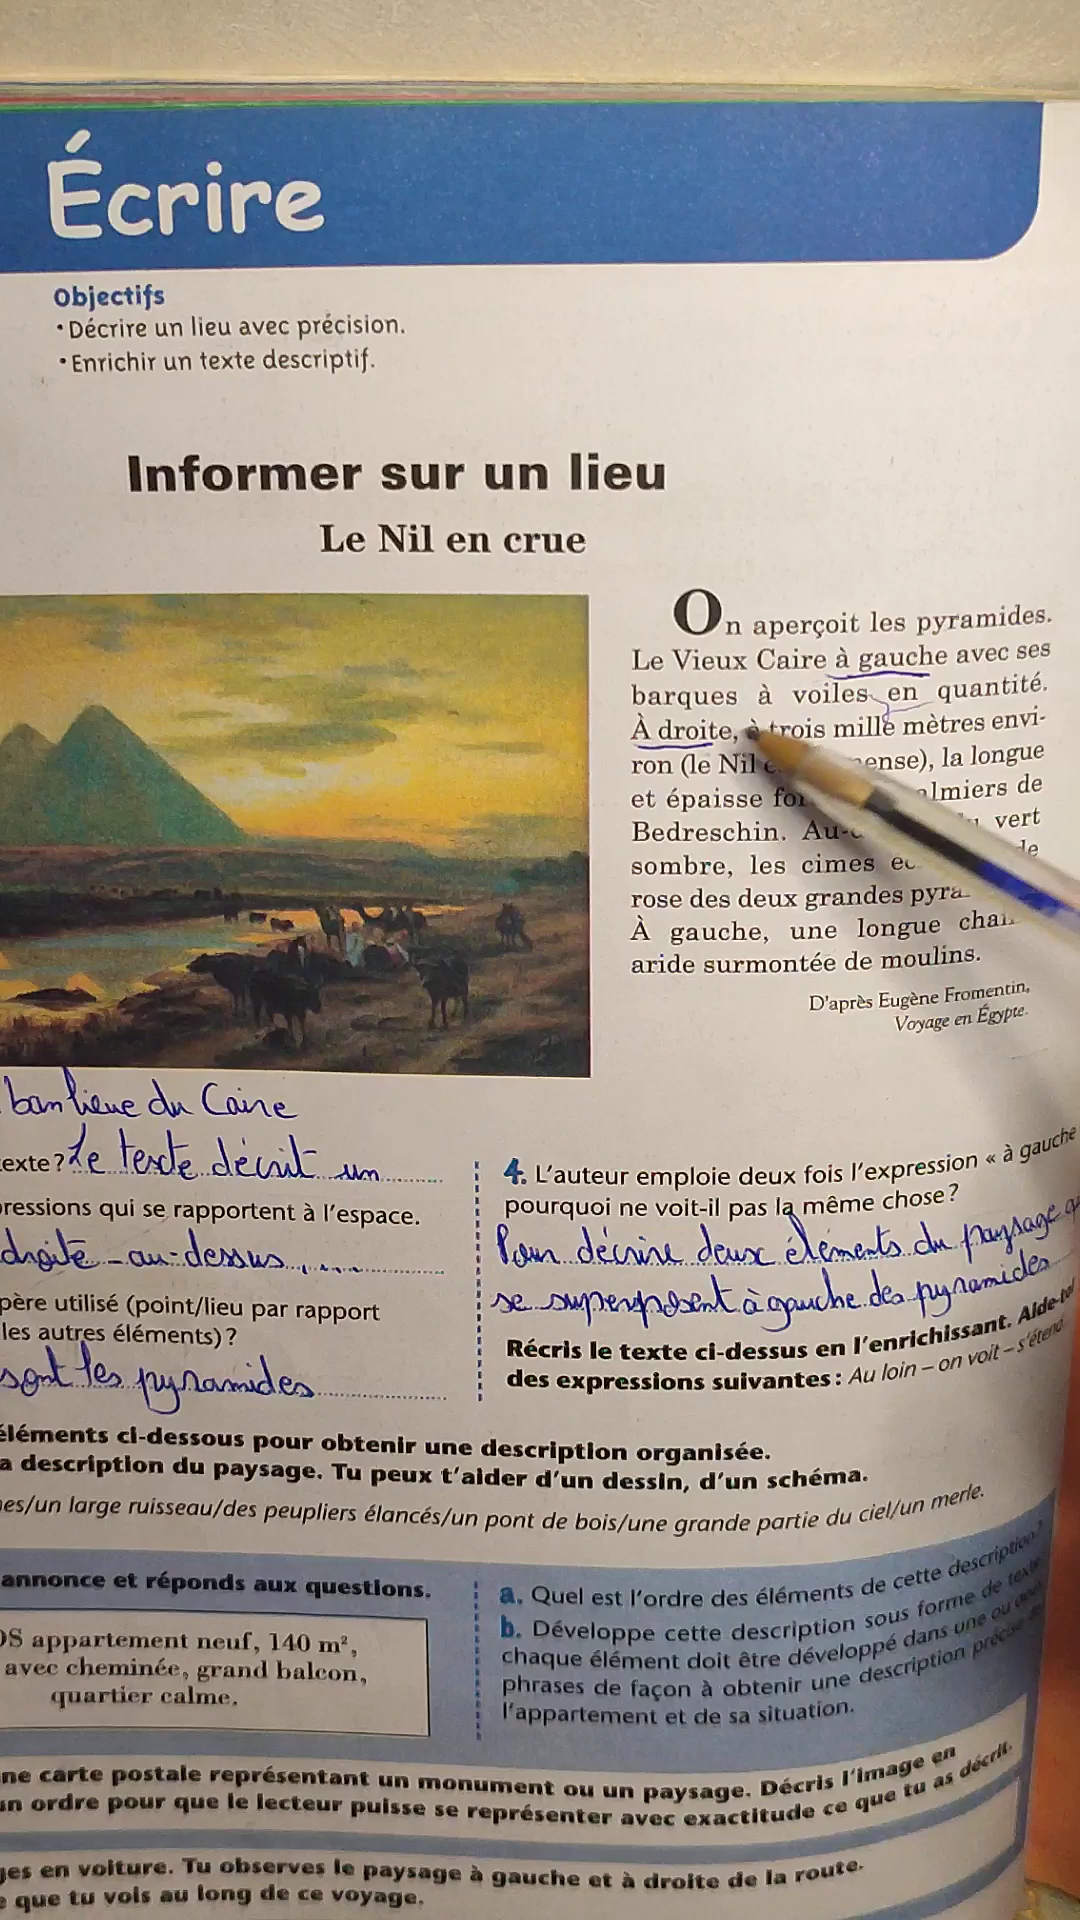 Écrire
Objectifs
• Décrire un lieu avec précision.
• Enrichir un texte descriptif.
Informer sur un lieu
Le Nil en crue
On aperçoit les pyramides.
Le Vieux Caire à gauche avec ses
barques à voiles en quantité.
À droite, à trois mille mètres envi-
ron (le Nil ense), la longue
et épaisse almiers de
Bedreschin. vert
sombre, les cimes
rose des deux grandes
À gauche, une longue
aride surmontée de moulins.
D'après Eugène Fromentin,
Voyage en Égypte.
banlieue du Caire
exte ? Le texte décrit un
ressions qui se rapportent à l'espace.
droite - au-dessus, ...
père utilisé (point/lieu par rapport
les autres éléments) ?
sont les pyramides
4. L'auteur emploie deux fois l'expression « à gauche
pourquoi ne voit-il pas la même chose ?
Pour décrire deux éléments du paysage q
se superposent à gauche des pyramides
Récris le texte ci-dessus en l'enrichissant. Aide-toi
des expressions suivantes : Au loin – on voit – s'étend
éléments ci-dessous pour obtenir une description organisée.
a description du paysage. Tu peux t'aider d'un dessin, d'un schéma.
es/un large ruisseau/des peupliers élancés/un pont de bois/une grande partie du ciel/un merle.
annonce et réponds aux questions.
OS appartement neuf, 140 m²,
avec cheminée, grand balcon,
quartier calme.
a. Quel est l'ordre des éléments de cette description ?
b. Développe cette description sous forme de texte
chaque élément doit être développé dans une ou deux
phrases de façon à obtenir une description précise
l'appartement et de sa situation.
ne carte postale représentant un monument ou un paysage. Décris l'image en
un ordre pour que le lecteur puisse se représenter avec exactitude ce que tu as décrit.
ges en voiture. Tu observes le paysage à gauche et à droite de la route.
e que tu vois au long de ce voyage.